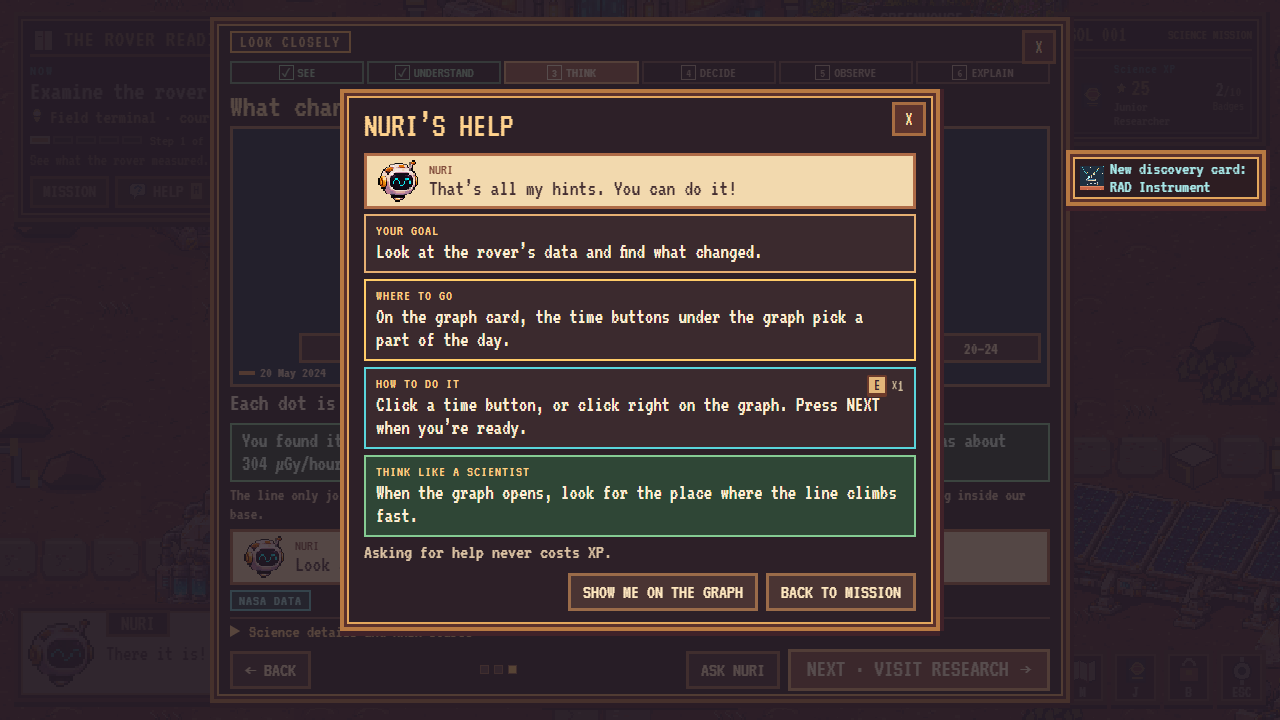 THE ROVER READ
NOW
Examine the rover
Field terminal · cour
Step 1 of
See what the rover measured.
MISSION
HELP
LOOK CLOSELY
X
SEE
UNDERSTAND
3 THINK
4 DECIDE
5 OBSERVE
6 EXPLAIN
What chan
SOL 001
SCIENCE MISSION
25
Junior
Researcher
New discovery card:
RAD Instrument
NURI'S HELP
X
NURI
That's all my hints. You can do it!
YOUR GOAL
Look at the rover's data and find what changed.
WHERE TO GO
On the graph card, the time buttons under the graph pick a
part of the day.
HOW TO DO IT
E X1
Click a time button, or click right on the graph. Press NEXT
when you're ready.
THINK LIKE A SCIENTIST
When the graph opens, look for the place where the line climbs
fast.
Asking for help never costs XP.
SHOW ME ON THE GRAPH
BACK TO MISSION
20-24
20 May 2024
Each dot is
You found it
as about
304 µGy/hour
The line only jo
g inside our
base.
NURI
Look
NASA DATA
Science details and
← BACK
ASK NURI
NEXT · VISIT RESEARCH →
NURI
There it is!
J
B
EDC